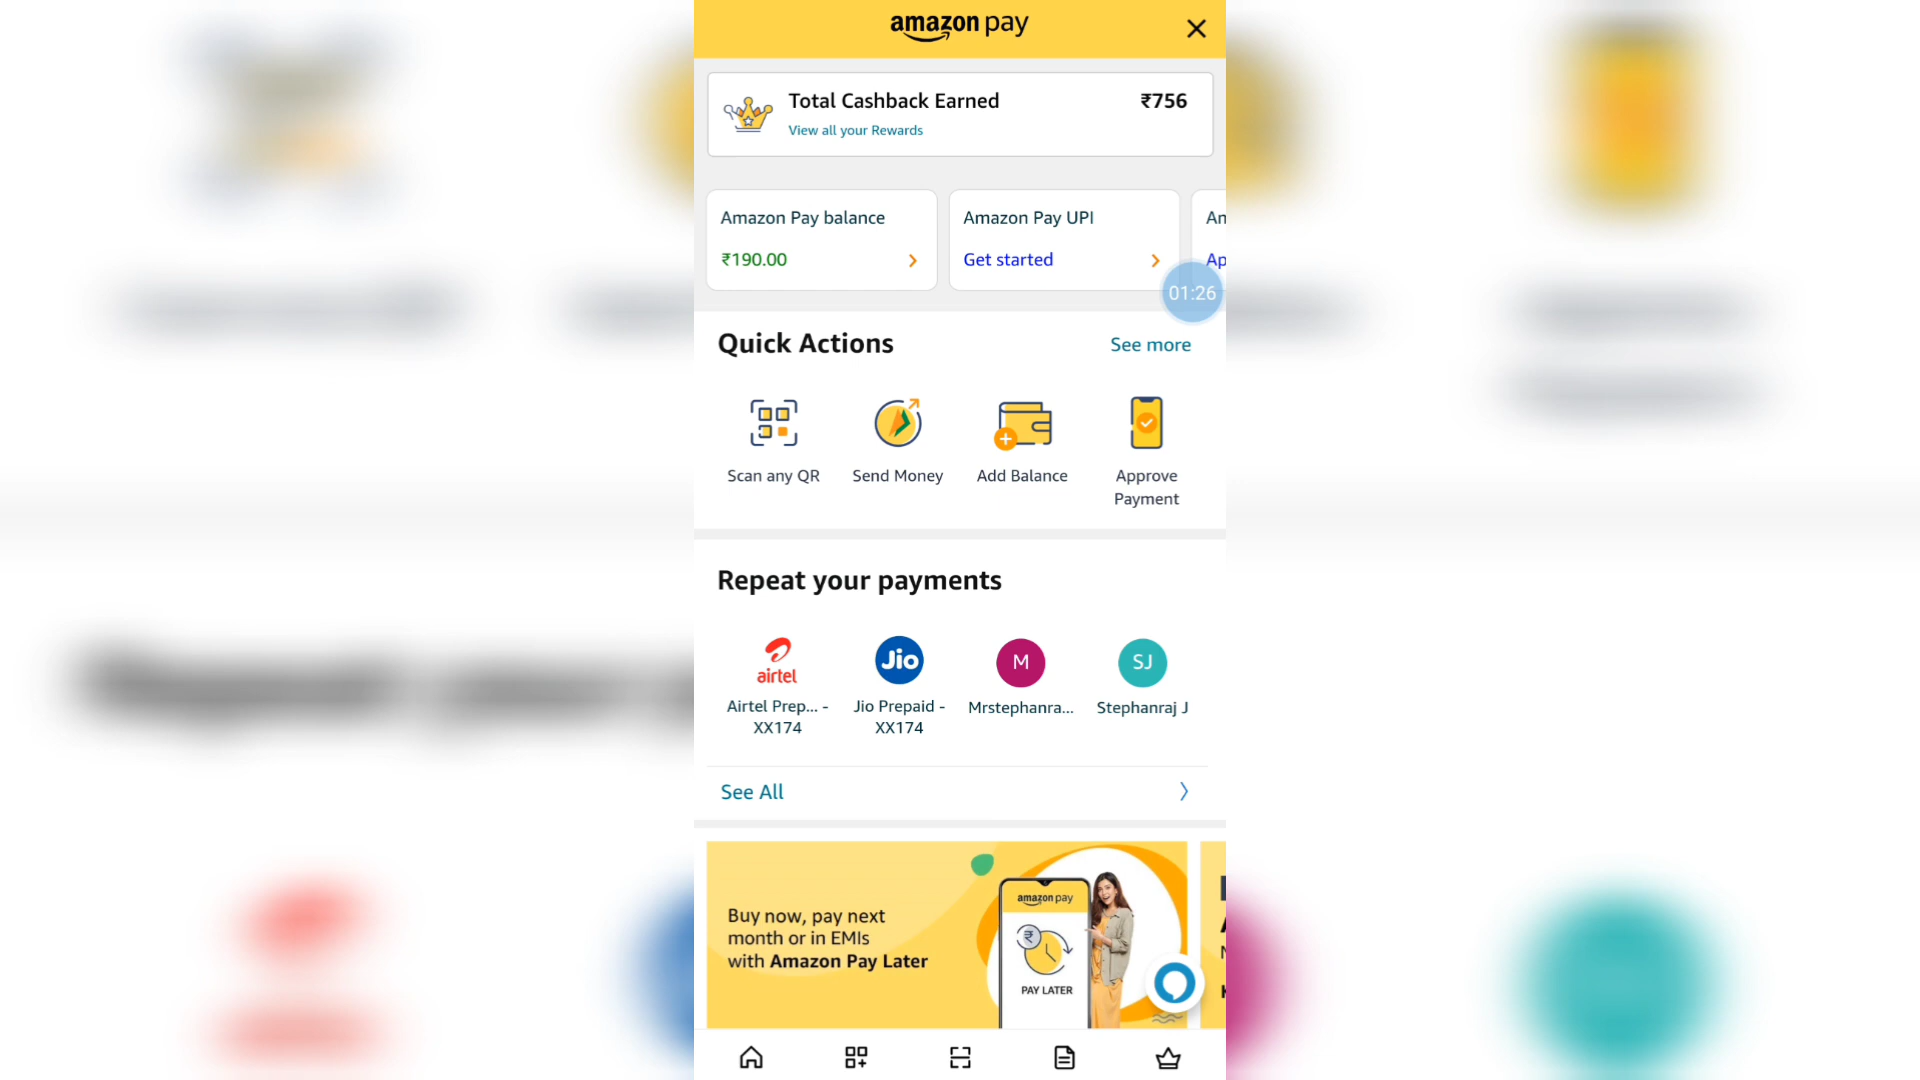 amazon pay
Total Cashback Earned
₹756
View all your Rewards
Amazon Pay balance
₹190.00
Amazon Pay UPI
Get started
An
Ap
01:26
Quick Actions
See more
Scan any QR
Send Money
Add Balance
Approve
Payment
Repeat your payments
airtel
Airtel Prep... -
XX174
Jio
Jio Prepaid -
XX174
M
Mrstephanra...
SJ
Stephanraj J
See All
Buy now, pay next
month or in EMIs
with Amazon Pay Later
amazon pay
₹
PAY LATER